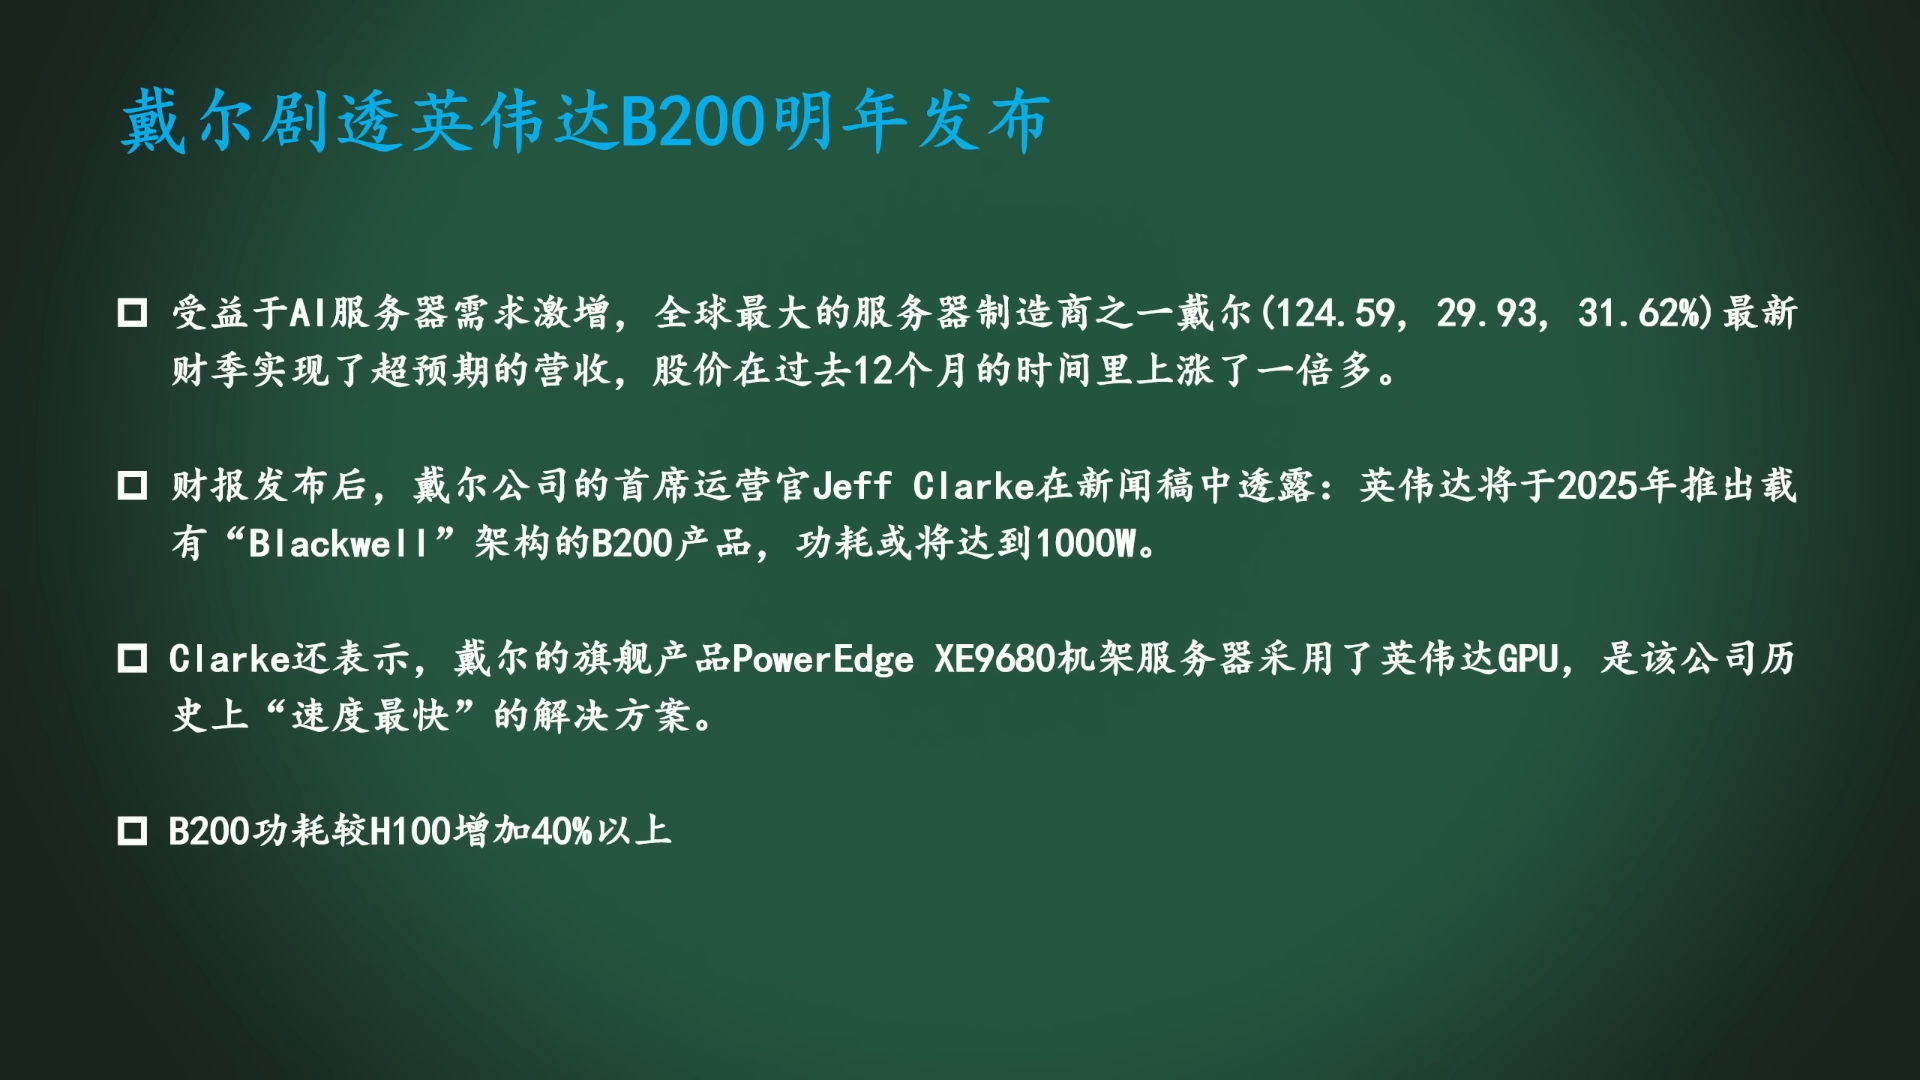 戴尔剧透英伟达B200明年发布
受益于AI服务器需求激增，全球最大的服务器制造商之一戴尔(124.59, 29.93, 31.62%)最新
财季实现了超预期的营收，股价在过去12个月的时间里上涨了一倍多。
财报发布后，戴尔公司的首席运营官Jeff Clarke在新闻稿中透露：英伟达将于2025年推出载
有“Blackwell”架构的B200产品，功耗或将达到1000W。
Clarke还表示，戴尔的旗舰产品PowerEdge XE9680机架服务器采用了英伟达GPU，是该公司历
史上“速度最快”的解决方案。
B200功耗较H100增加40%以上